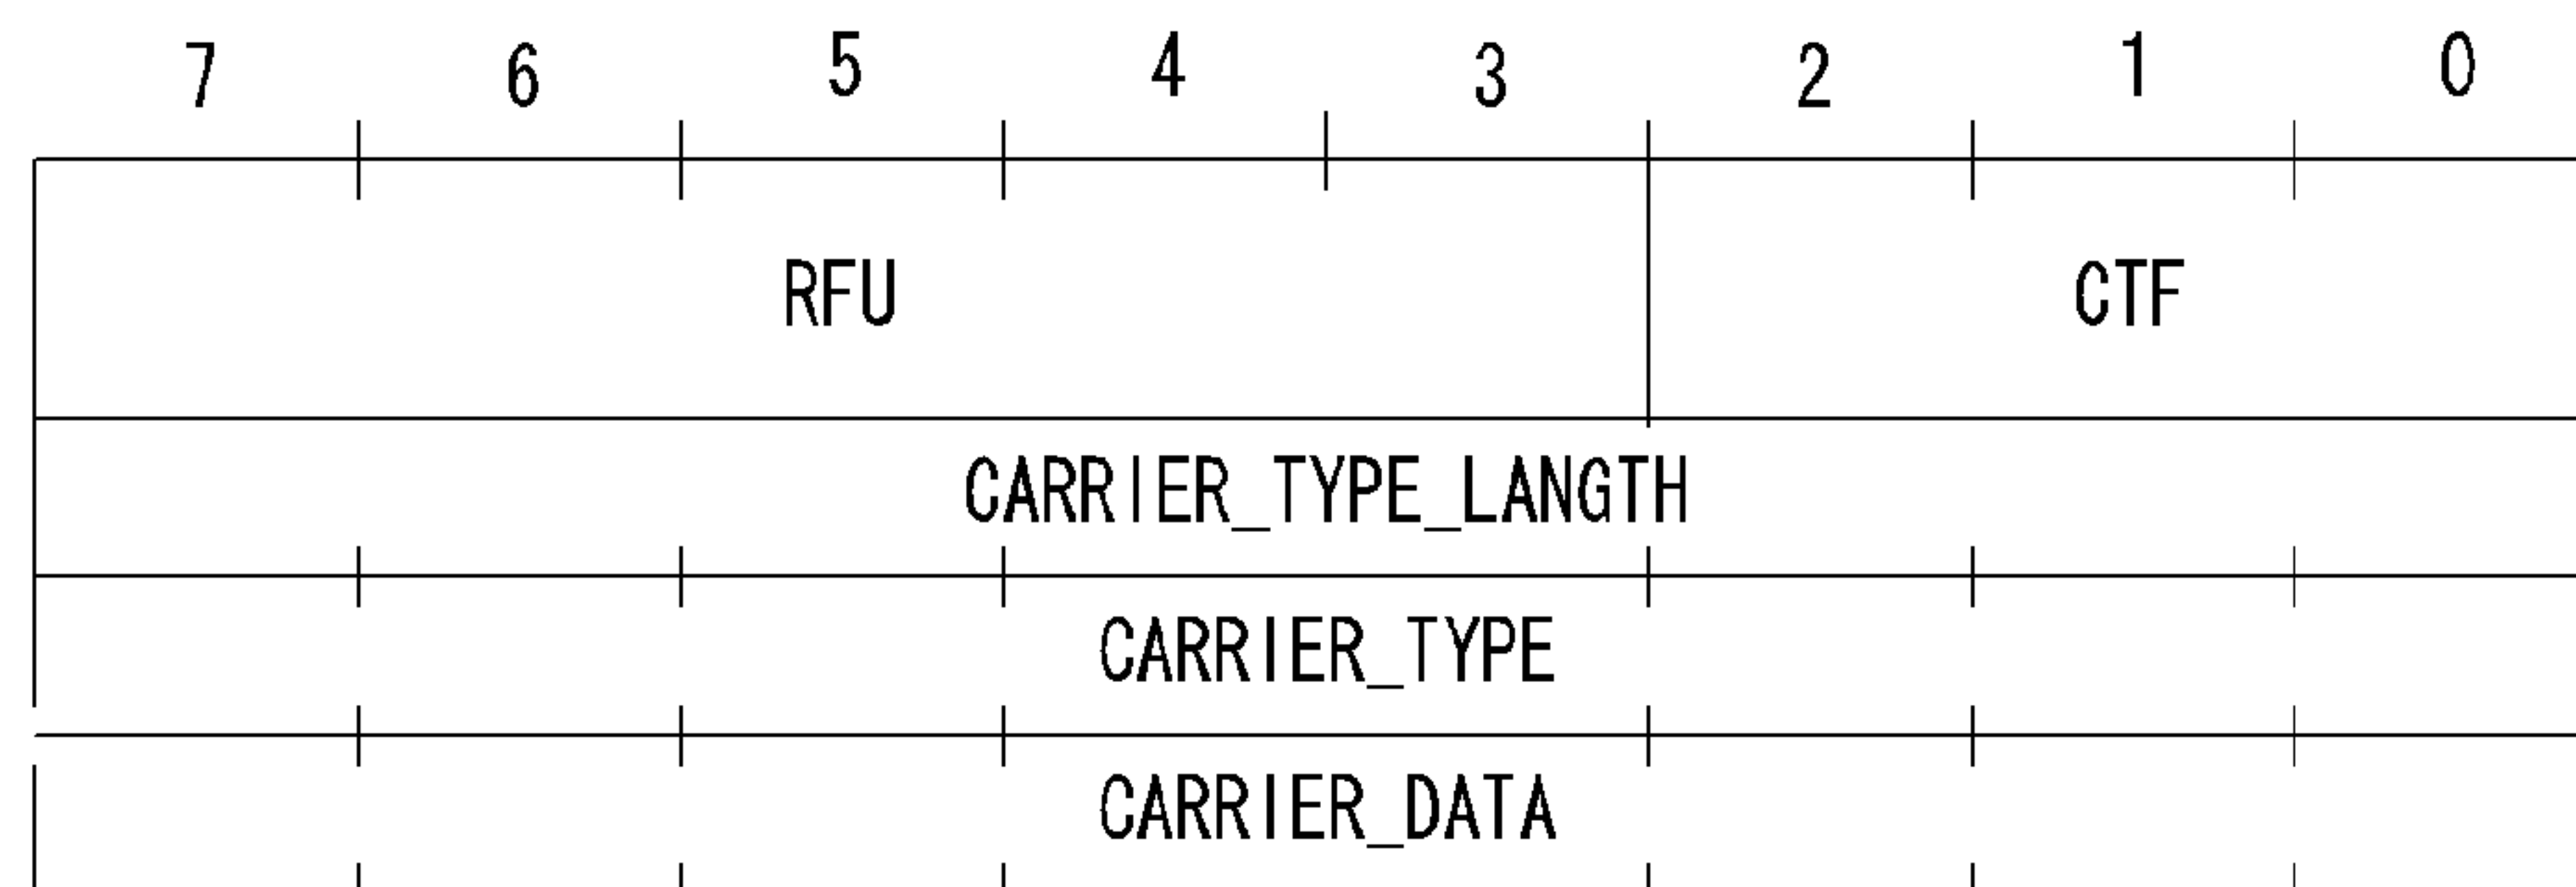 7 6 5 4 3 2 1 0
RFU CTF
CARRIER_TYPE_LANGTH
CARRIER_TYPE
CARRIER_DATA